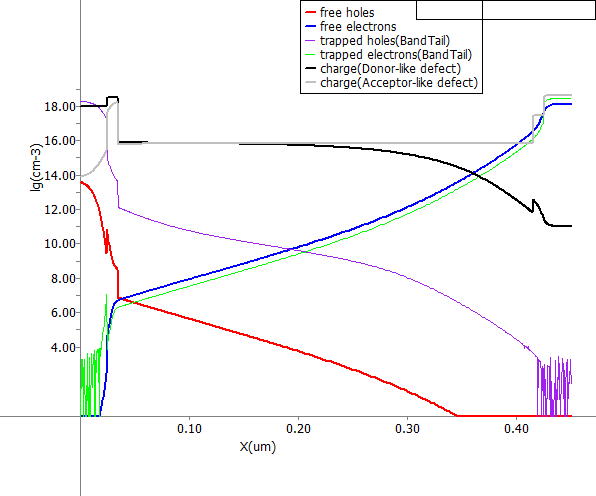 free holes
free electrons
trapped holes(BandTail)
trapped electrons(BandTail)
charge(Donor-like defect)
charge(Acceptor-like defect)
lg(cm-3)
18.00
16.00
14.00
12.00
10.00
8.00
6.00
4.00
0.10
0.20
0.30
0.40
X(um)